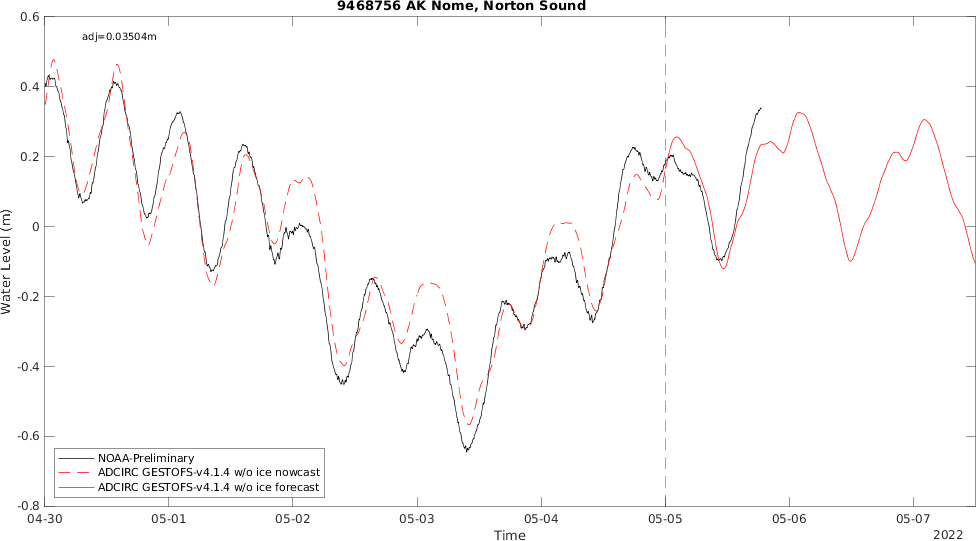 9468756 AK Nome, Norton Sound
adj=0.03504m
0.6
0.4
0.2
0
-0.2
-0.4
-0.6
-0.8
Water Level (m)
NOAA-Preliminary
ADCIRC GESTOFS-v4.1.4 w/o ice nowcast
ADCIRC GESTOFS-v4.1.4 w/o ice forecast
04-30 05-01 05-02 05-03 05-04 05-05 05-06 05-07
Time
2022